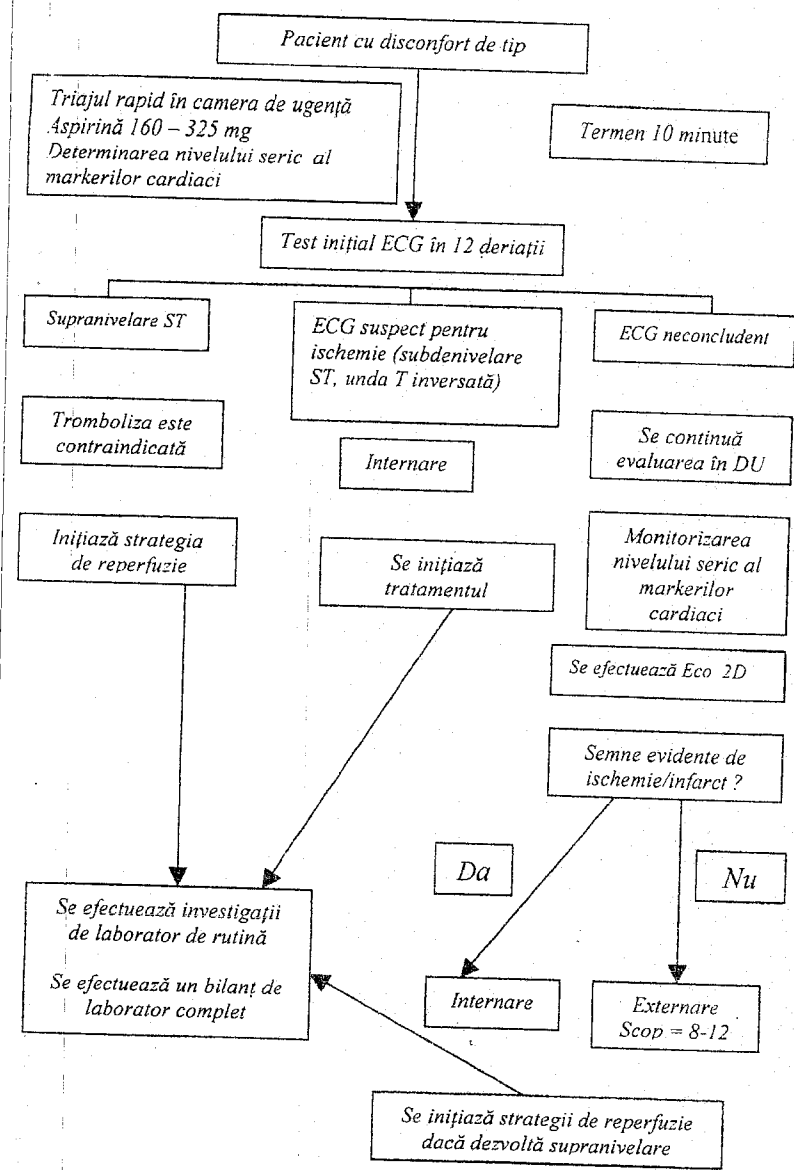 Pacient cu disconfort de tip
Triajul rapid în camera de ugență
Aspirină 160 – 325 mg
Determinarea nivelului seric al
markerilor cardiaci
Termen 10 minute
Test inițial ECG în 12 deriații
Supranivelare ST
ECG suspect pentru
ischemie (subdenivelare
ST, unda T inversată)
ECG neconcludent
Tromboliza este
contraindicată
Internare
Se continuă
evaluarea în DU
Inițiază strategia
de reperfuzie
Se inițiază
tratamentul
Monitorizarea
nivelului seric al
markerilor
cardiaci
Se efectuează Eco 2D
Semne evidente de
ischemie/infarct ?
Da
Nu
Se efectuează investigații
de laborator de rutină
Se efectuează un bilanț de
laborator complet
Internare
Externare
Scop = 8-12
Se inițiază strategii de reperfuzie
dacă dezvoltă supranivelare